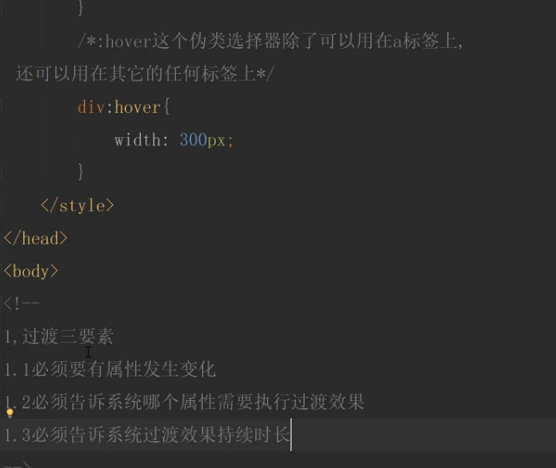 }
/*:hover这个伪类选择器除了可以用在a标签上,
还可以用在其它的任何标签上*/
div:hover{
width: 300px;
}
</style>
</head>
<body>
<!--
1,过渡三要素
1.1必须要有属性发生变化
1.2必须告诉系统哪个属性需要执行过渡效果
1.3必须告诉系统过渡效果持续时长
-->